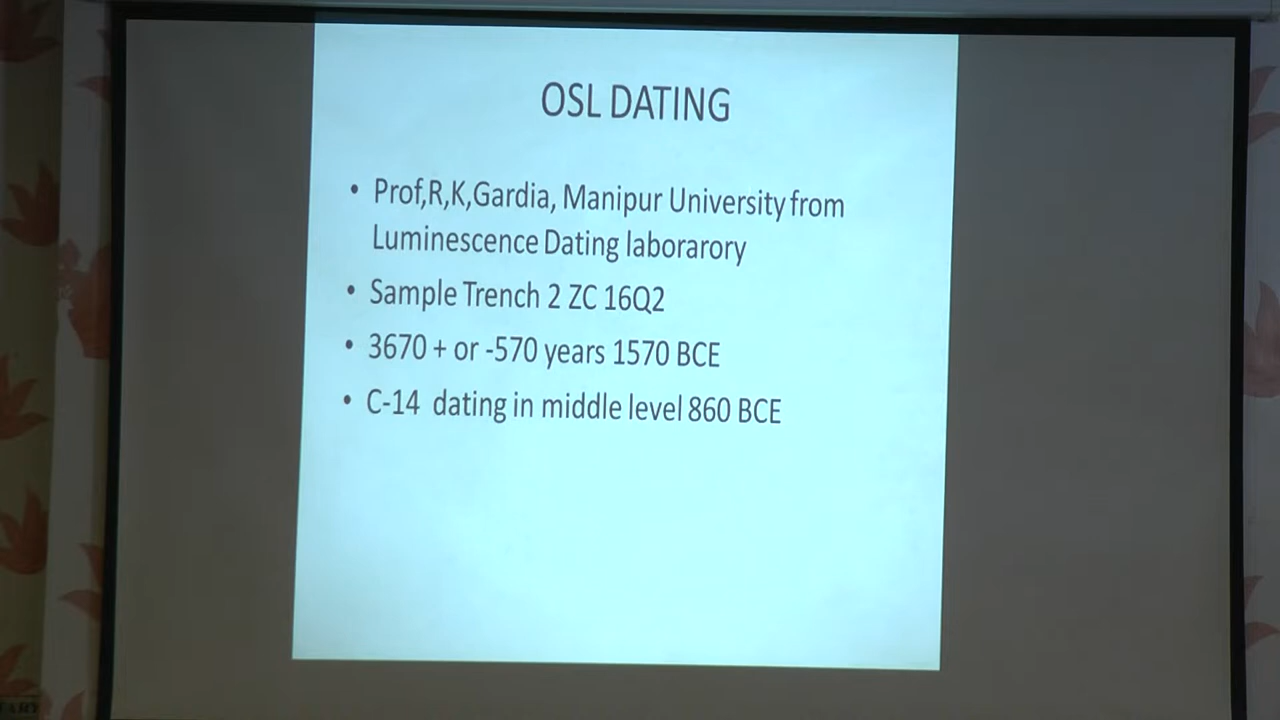 OSL DATING
• Prof,R,K,Gardia, Manipur University from
Luminescence Dating laborarory
• Sample Trench 2 ZC 16Q2
• 3670 + or -570 years 1570 BCE
• C-14 dating in middle level 860 BCE